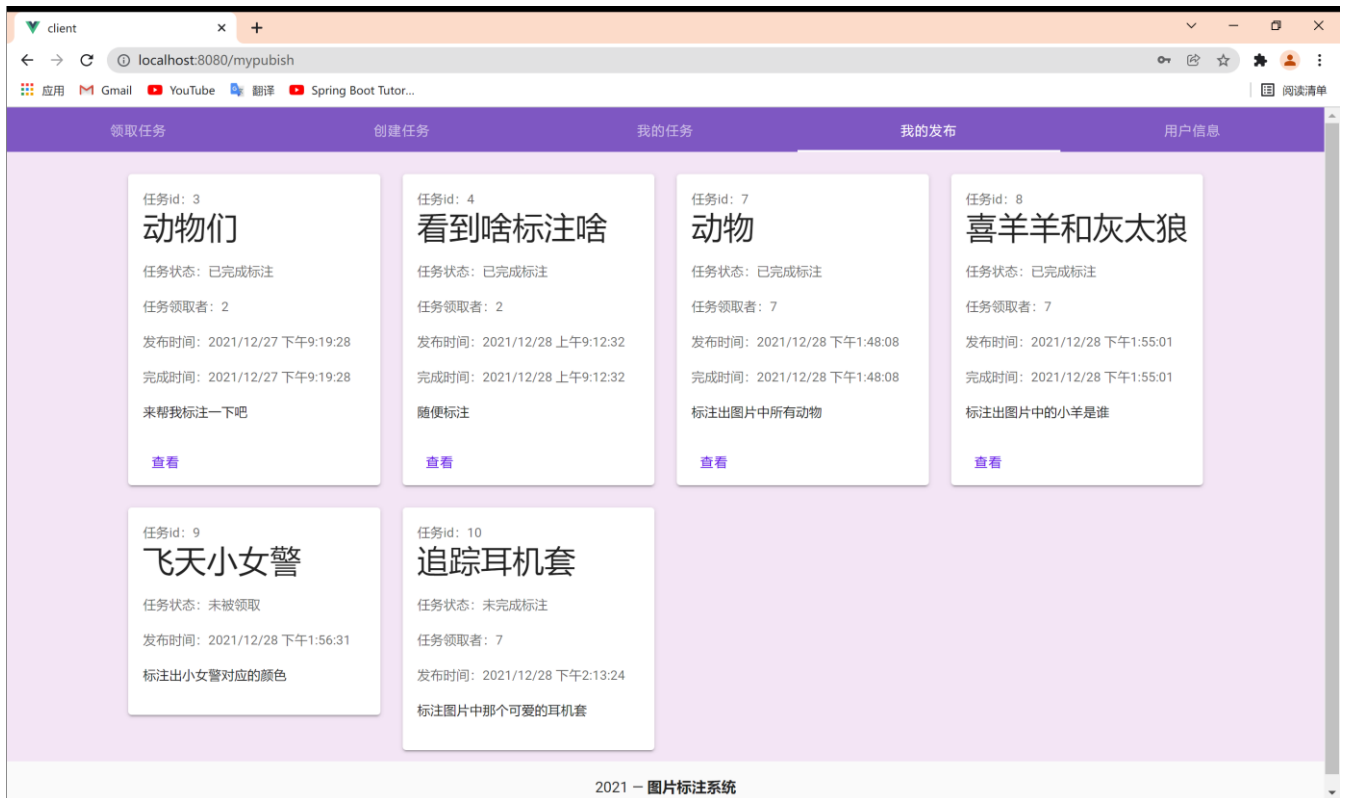 client
localhost:8080/mypubish
应用 Gmail YouTube 翻译 Spring Boot Tutor... 阅读清单
领取任务 创建任务 我的任务 我的发布 用户信息
任务id：3
动物们
任务状态：已完成标注
任务领取者：2
发布时间：2021/12/27 下午9:19:28
完成时间：2021/12/27 下午9:19:28
来帮我标注一下吧
查看
任务id：4
看到啥标注啥
任务状态：已完成标注
任务领取者：2
发布时间：2021/12/28 上午9:12:32
完成时间：2021/12/28 上午9:12:32
随便标注
查看
任务id：7
动物
任务状态：已完成标注
任务领取者：7
发布时间：2021/12/28 下午1:48:08
完成时间：2021/12/28 下午1:48:08
标注出图片中所有动物
查看
任务id：8
喜羊羊和灰太狼
任务状态：已完成标注
任务领取者：7
发布时间：2021/12/28 下午1:55:01
完成时间：2021/12/28 下午1:55:01
标注出图片中的小羊是谁
查看
任务id：9
飞天小女警
任务状态：未被领取
发布时间：2021/12/28 下午1:56:31
标注出小女警对应的颜色
任务id：10
追踪耳机套
任务状态：未完成标注
任务领取者：7
发布时间：2021/12/28 下午2:13:24
标注图片中那个可爱的耳机套
2021 — 图片标注系统